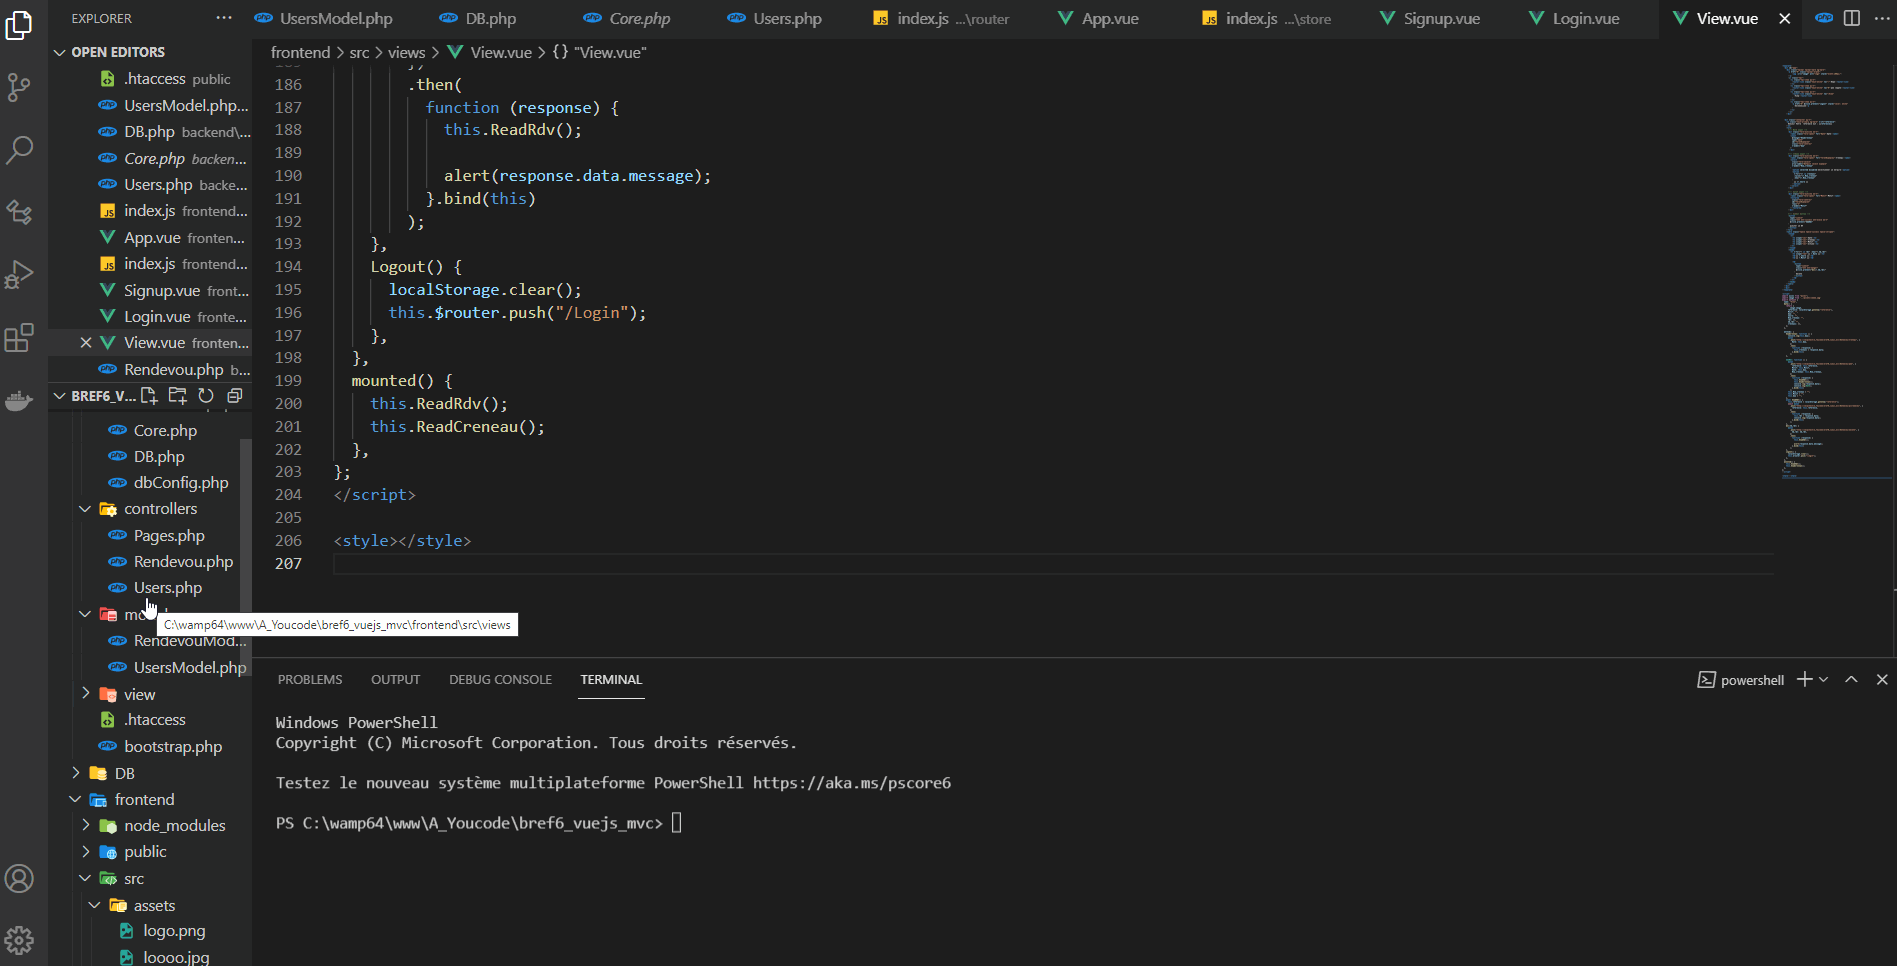 EXPLORER
UsersModel.php
DB.php
Core.php
Users.php
index.js ...\router
App.vue
index.js ...\store
Signup.vue
Login.vue
View.vue
OPEN EDITORS
.htaccess public
UsersModel.php...
DB.php backend\...
Core.php backen...
Users.php backe...
index.js frontend...
App.vue fronten...
index.js frontend...
Signup.vue front...
Login.vue fronte...
View.vue fronten...
Rendevou.php b...
BREF6_V...
Core.php
DB.php
dbConfig.php
controllers
Pages.php
Rendevou.php
Users.php
C:\wamp64\www\A_Youcode\bref6_vuejs_mvc\frontend\src\views
RendevouMod...
UsersModel.php
view
.htaccess
bootstrap.php
DB
frontend
node_modules
public
src
assets
logo.png
loooo.jpg
frontend > src > views > View.vue > {} "View.vue"
186 .then(
187 function (response) {
188 this.ReadRdv();
189
190 alert(response.data.message);
191 }.bind(this)
192 );
193 },
194 Logout() {
195 localStorage.clear();
196 this.$router.push("/Login");
197 },
198 },
199 mounted() {
200 this.ReadRdv();
201 this.ReadCreneau();
202 },
203 };
204 </script>
205
206 <style></style>
207
PROBLEMS OUTPUT DEBUG CONSOLE TERMINAL
powershell
Windows PowerShell
Copyright (C) Microsoft Corporation. Tous droits réservés.
Testez le nouveau système multiplateforme PowerShell https://aka.ms/pscore6
PS C:\wamp64\www\A_Youcode\bref6_vuejs_mvc>